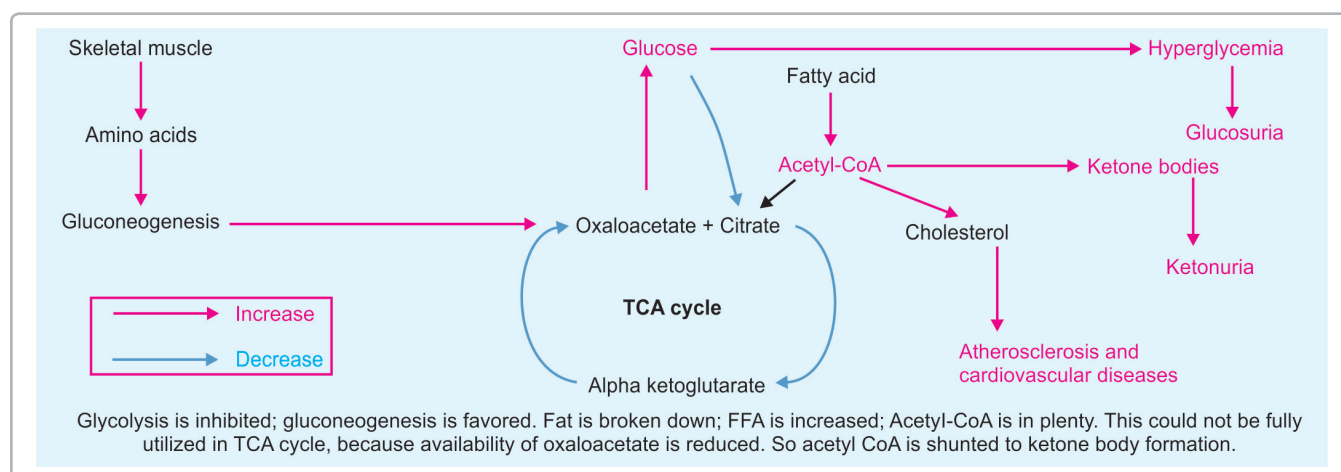 Skeletal muscle
Glucose
Hyperglycemia
Fatty acid
Amino acids
Glucosuria
Acetyl-CoA
Ketone bodies
Gluconeogenesis
Oxaloacetate + Citrate
Cholesterol
Ketonuria
TCA cycle
Increase
Decrease
Atherosclerosis and
cardiovascular diseases
Alpha ketoglutarate
Glycolysis is inhibited; gluconeogenesis is favored. Fat is broken down; FFA is increased; Acetyl-CoA is in plenty. This could not be fully
utilized in TCA cycle, because availability of oxaloacetate is reduced. So acetyl CoA is shunted to ketone body formation.